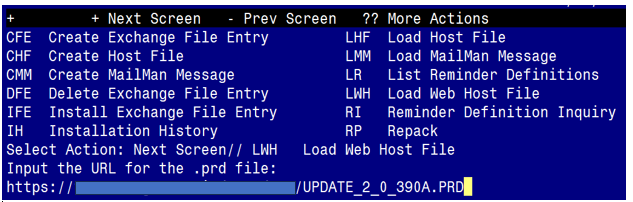 + + Next Screen - Prev Screen ?? More Actions
CFE Create Exchange File Entry LHF Load Host File
CHF Create Host File LMM Load MailMan Message
CMM Create MailMan Message LR List Reminder Definitions
DFE Delete Exchange File Entry LWH Load Web Host File
IFE Install Exchange File Entry RI Reminder Definition Inquiry
IH Installation History RP Repack
Select Action: Next Screen// LWH Load Web Host File
Input the URL for the .prd file:
https:// /UPDATE_2_0_390A.PRD